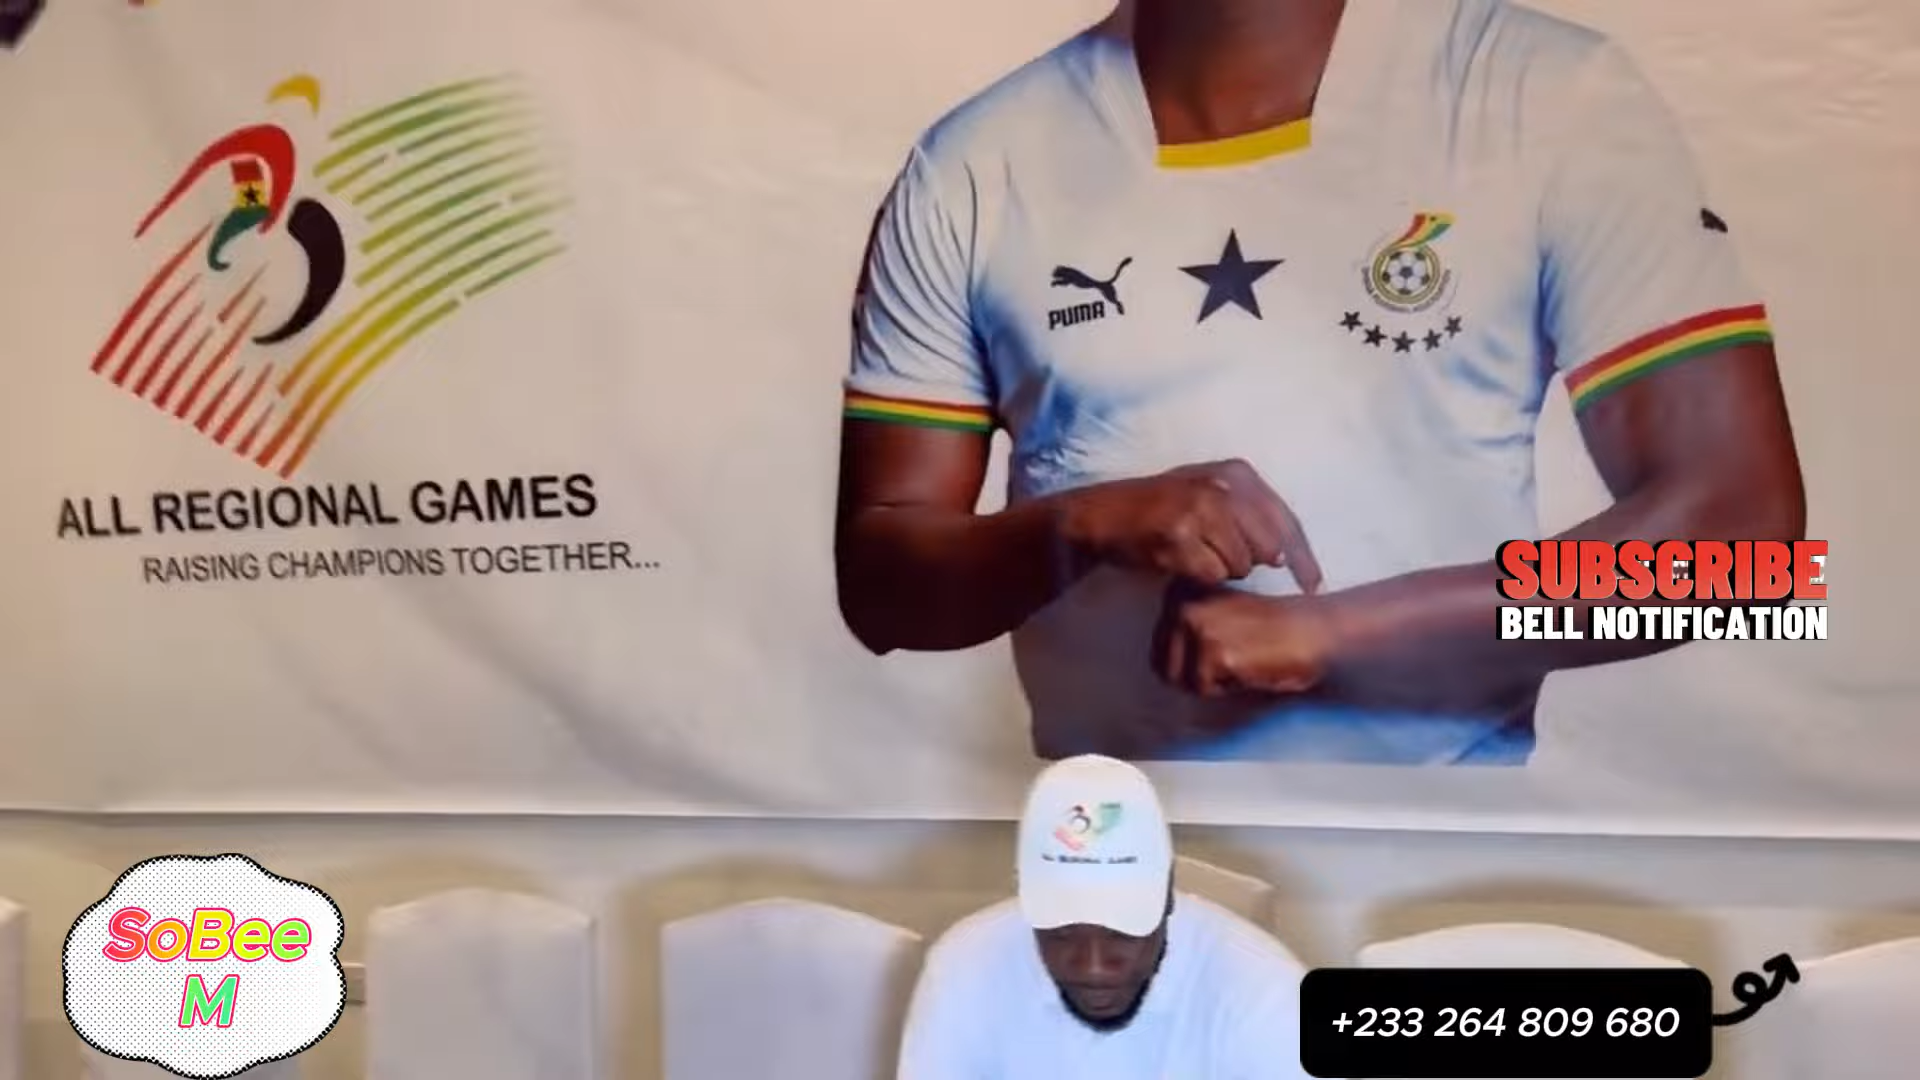 ALL REGIONAL GAMES
RAISING CHAMPIONS TOGETHER...
PUMA
SUBSCRIBE
BELL NOTIFICATION
SoBee
M
+233 264 809 680